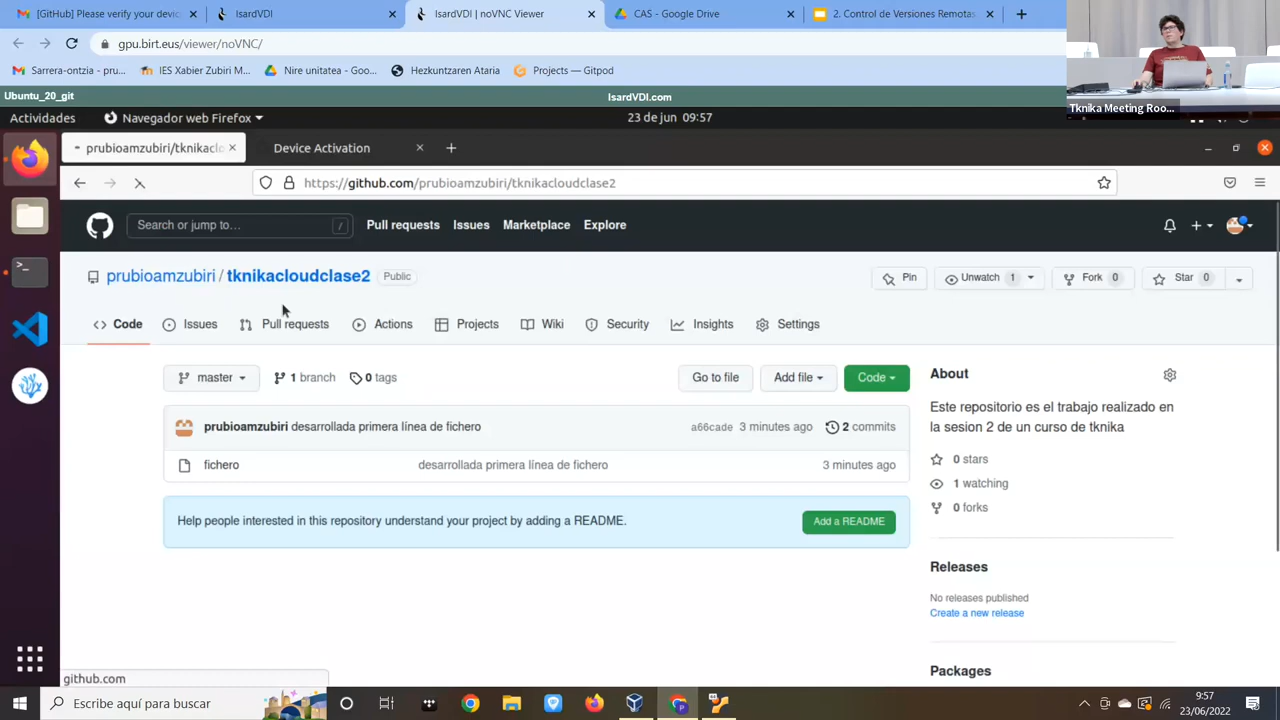 [GitHub] Please verify your device
IsardVDI
IsardVDI | noVNC Viewer
CAS - Google Drive
2. Control de Versiones Remotas
gpu.birt.eus/viewer/noVNC/
Sarrera-ontzia - pru...
IES Xabier Zubiri M...
Nire unitatea - Goo...
Hezkuntzaren Ataria
Projects — Gitpod
Tknika Meeting Roo...
Ubuntu_20_git
IsardVDI.com
Actividades
Navegador web Firefox
23 de jun 09:57
prubioamzubiri/tknikaclo
Device Activation
https://github.com/prubioamzubiri/tknikacloudclase2
Search or jump to…
/
Pull requests
Issues
Marketplace
Explore
prubioamzubiri / tknikacloudclase2
Public
Pin
Unwatch 1
Fork 0
Star 0
Code
Issues
Pull requests
Actions
Projects
Wiki
Security
Insights
Settings
master
1 branch
0 tags
Go to file
Add file
Code
About
prubioamzubiri desarrollada primera línea de fichero
a66cade 3 minutes ago
2 commits
Este repositorio es el trabajo realizado en
la sesion 2 de un curso de tknika
fichero
desarrollada primera línea de fichero
3 minutes ago
0 stars
1 watching
0 forks
Help people interested in this repository understand your project by adding a README.
Add a README
Releases
No releases published
Create a new release
Packages
github.com
Escribe aquí para buscar
9:57
23/06/2022